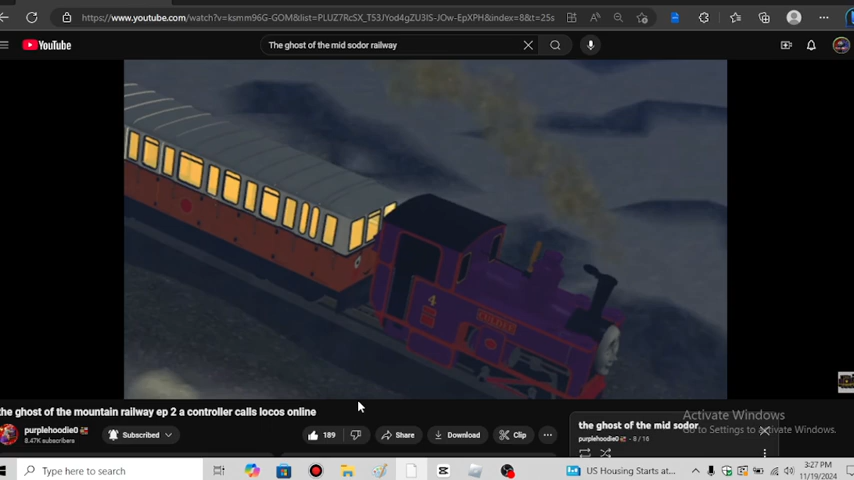 https://www.youtube.com/watch?v=ksmm96G-GOM&list=PLUZ7RcSX_T53JYod4gZU3IS-JOw-EpXPH&index=8&t=25s
YouTube
The ghost of the mid sodor railway
4
CULDEE
the ghost of the mountain railway ep 2 a controller calls locos online
purplehoodie0
8.47K subscribers
Subscribed
189
Share
Download
Clip
the ghost of the mid sodor
purplehoodie0 - 8 / 16
Activate Windows
Go to Settings to activate Windows.
Type here to search
US Housing Starts at...
3:27 PM
11/19/2024